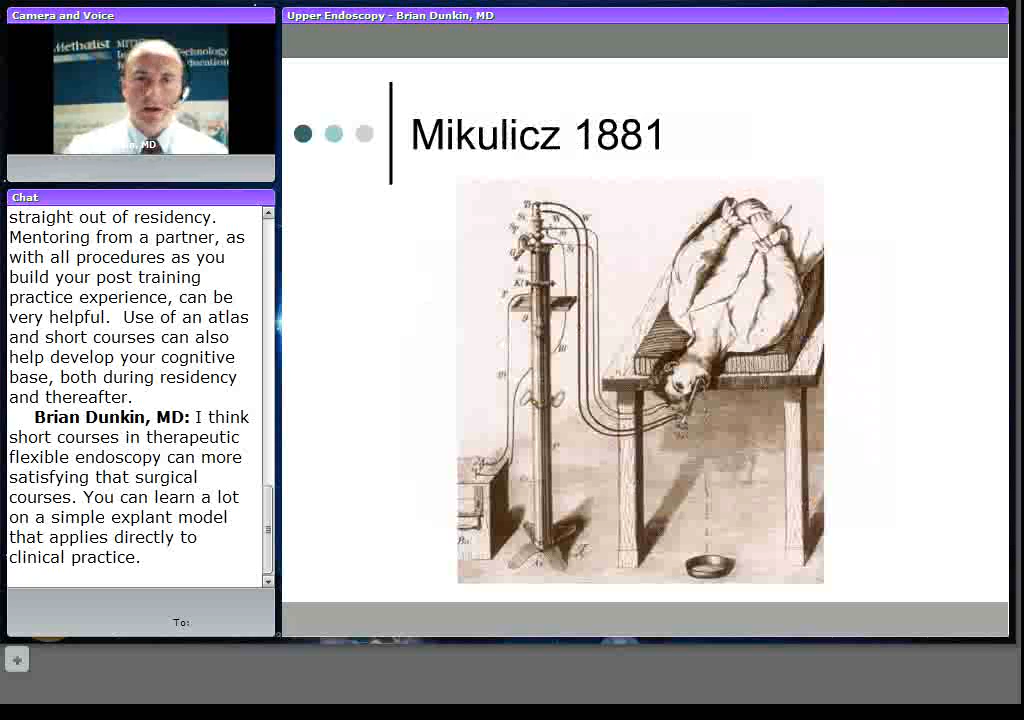 Camera and Voice
Methodist
Technology
Education
MD
Chat
straight out of residency.
Mentoring from a partner, as
with all procedures as you
build your post training
practice experience, can be
very helpful. Use of an atlas
and short courses can also
help develop your cognitive
base, both during residency
and thereafter.
Brian Dunkin, MD: I think
short courses in therapeutic
flexible endoscopy can more
satisfying that surgical
courses. You can learn a lot
on a simple explant model
that applies directly to
clinical practice.
To:
Upper Endoscopy - Brian Dunkin, MD
Mikulicz 1881